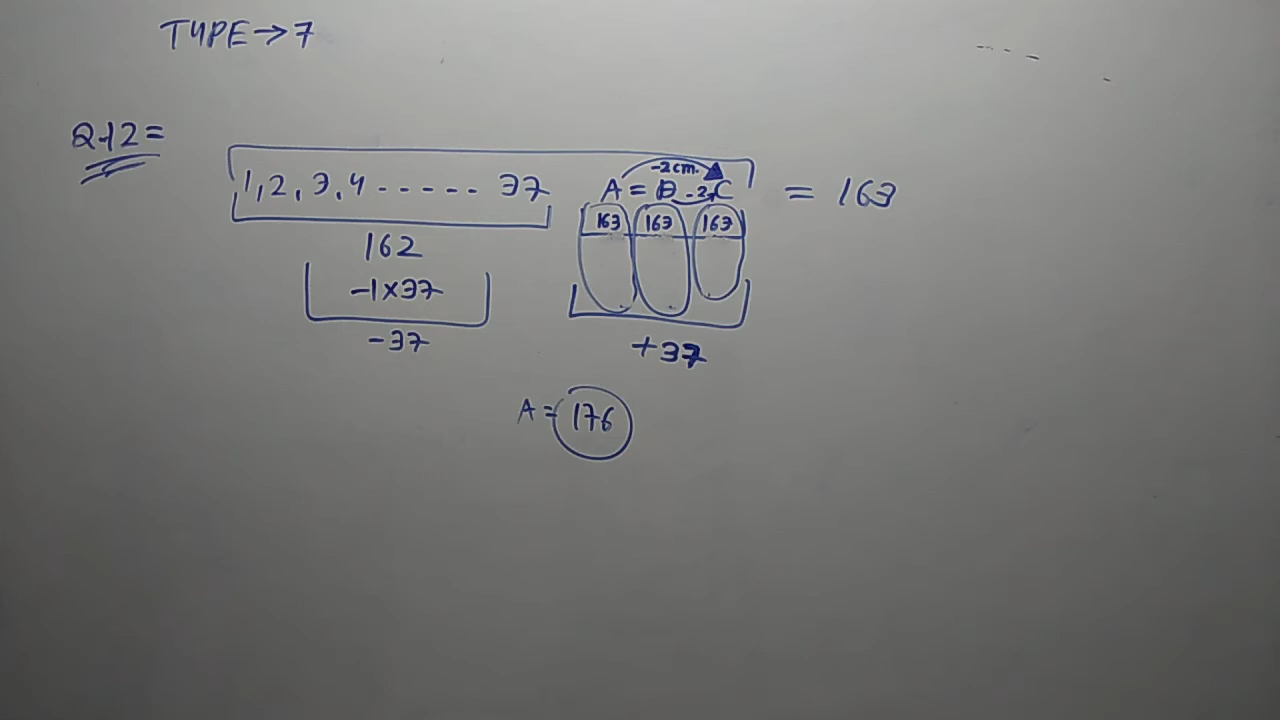 TYPE→7
Q.12=
-2cm.
1,2,3,4 ----- 37 A = B -2, C = 163
163 163 163
162
-1×37
-37 +37
A = 176